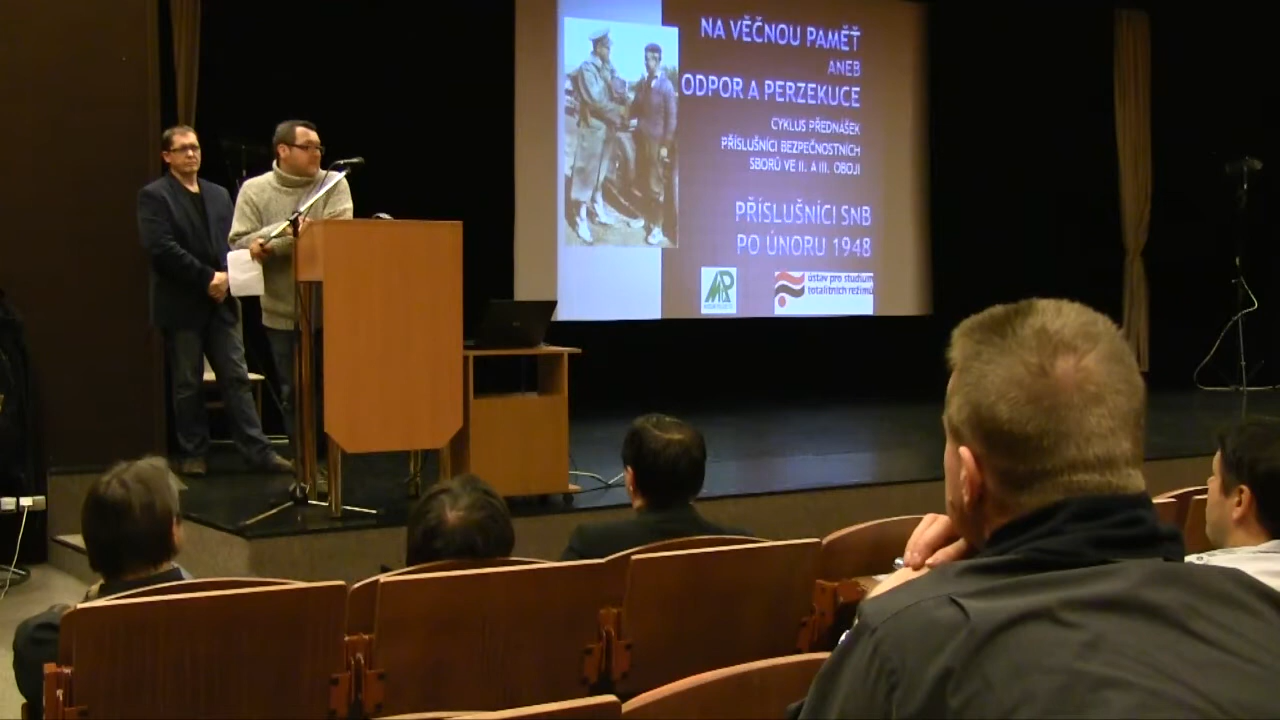 NA VĚČNOU PAMĚŤ
ANEB
ODPOR A PERZEKUCE
CYKLUS PŘEDNÁŠEK
PŘÍSLUŠNÍCI BEZPEČNOSTNÍCH
SBORŮ VE II. A III. ODBOJI
PŘÍSLUŠNÍCI SNB
PO ÚNORU 1948
ústav pro studium
totalitních režimů